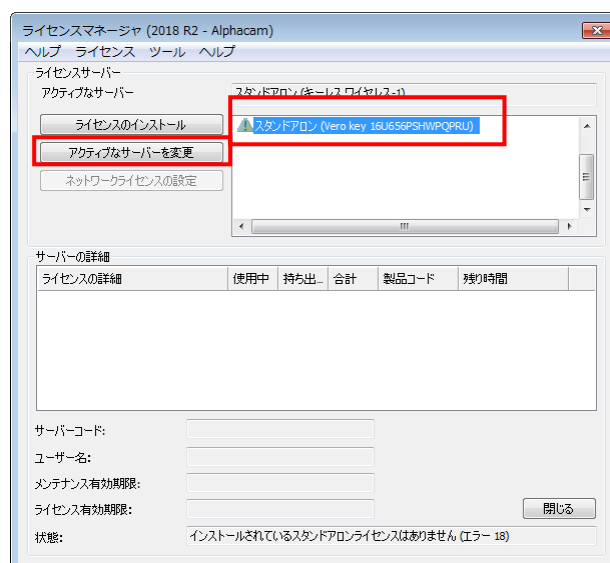 ライセンスマネージャ (2018 R2 - Alphacam)
ヘルプ ライセンス ツール ヘルプ
ライセンスサーバー
アクティブなサーバー
スタンドアロン (キーレス ワイヤレス-1)
ライセンスのインストール
スタンドアロン (Vero key 16U656PSHWPQPRU)
アクティブなサーバーを変更
ネットワークライセンスの設定
サーバーの詳細
ライセンスの詳細 使用中 持ち出... 合計 製品コード 残り時間
サーバーコード:
ユーザー名:
メンテナンス有効期限:
ライセンス有効期限:
閉じる
状態:
インストールされているスタンドアロンライセンスはありません (エラー 18)